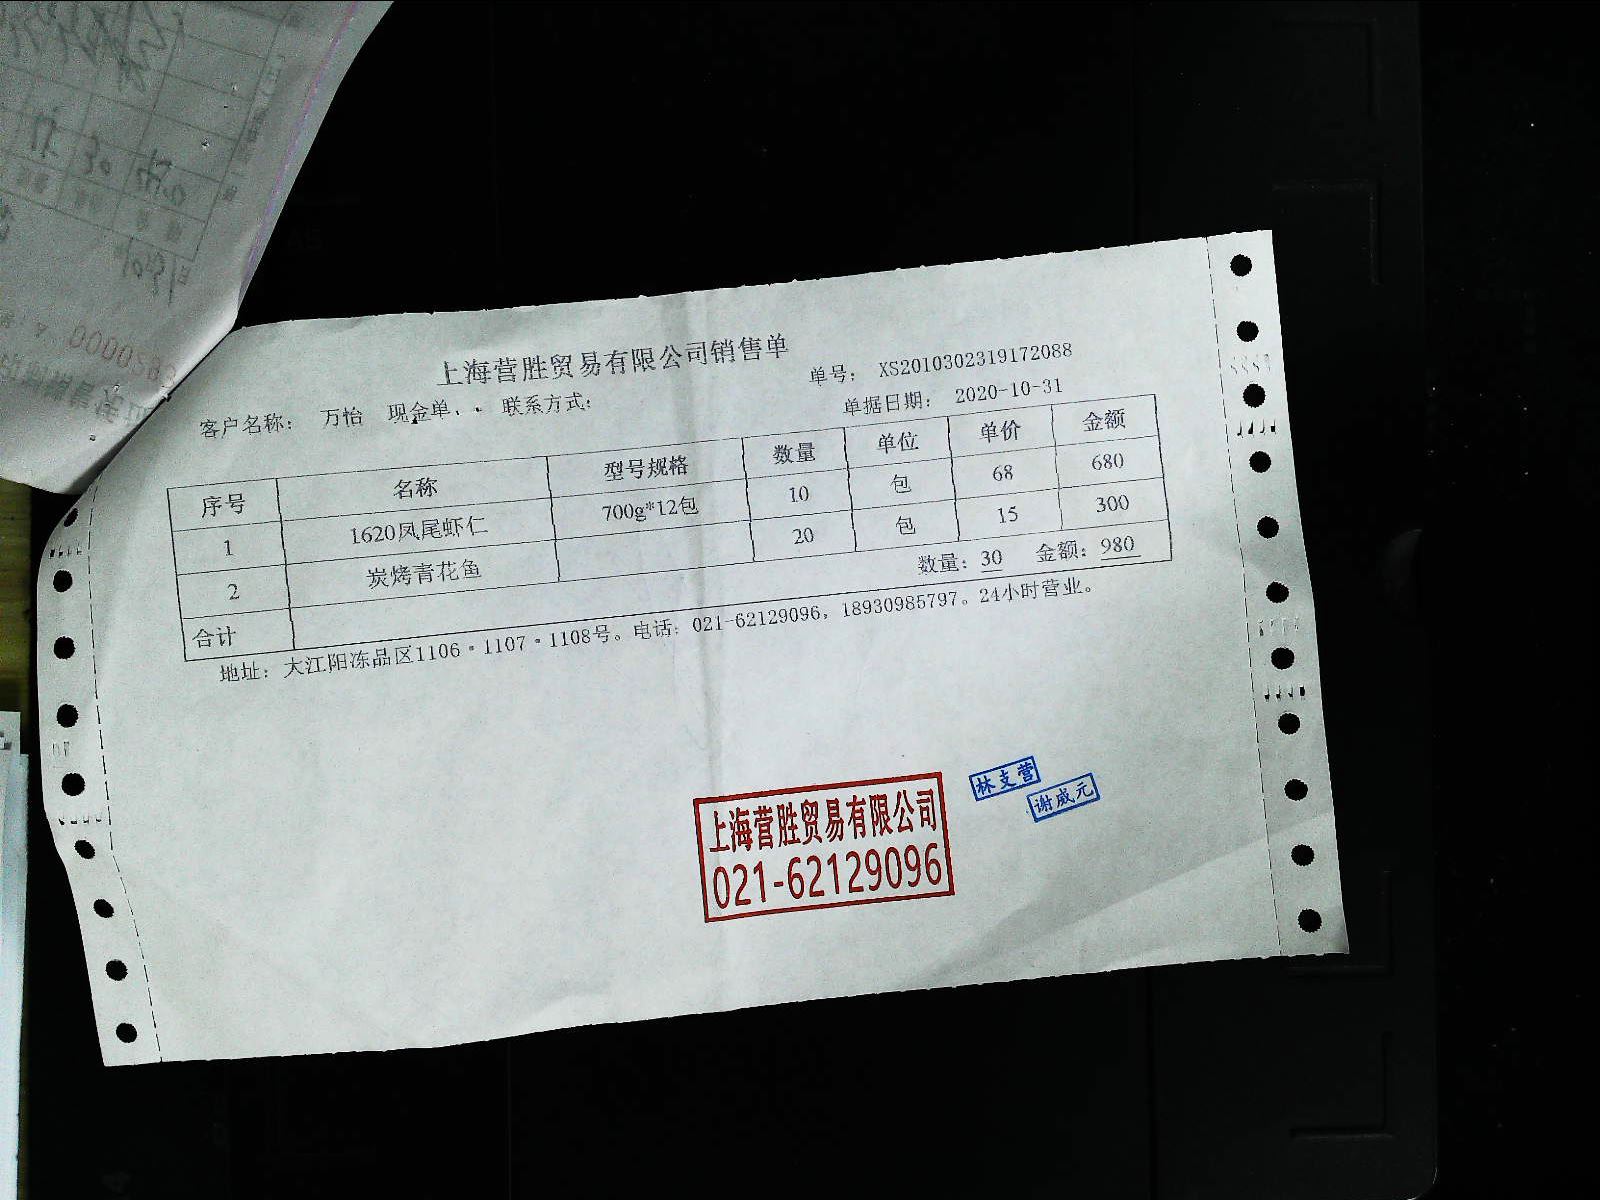 上海营胜贸易有限公司销售单
单号： XS2010302319172088
客户名称： 万怡 现金单、、 联系方式：
单据日期： 2020-10-31
序号 名称 型号规格 数量 单位 单价 金额
1 1620凤尾虾仁 700g*12包 10 包 68 680
2 炭烤青花鱼 20 包 15 300
合计 数量：30 金额：980
地址：大江阳冻品区1106·1107·1108号。电话：021-62129096，18930985797。24小时营业。
林支营
谢威元
上海营胜贸易有限公司
021-62129096